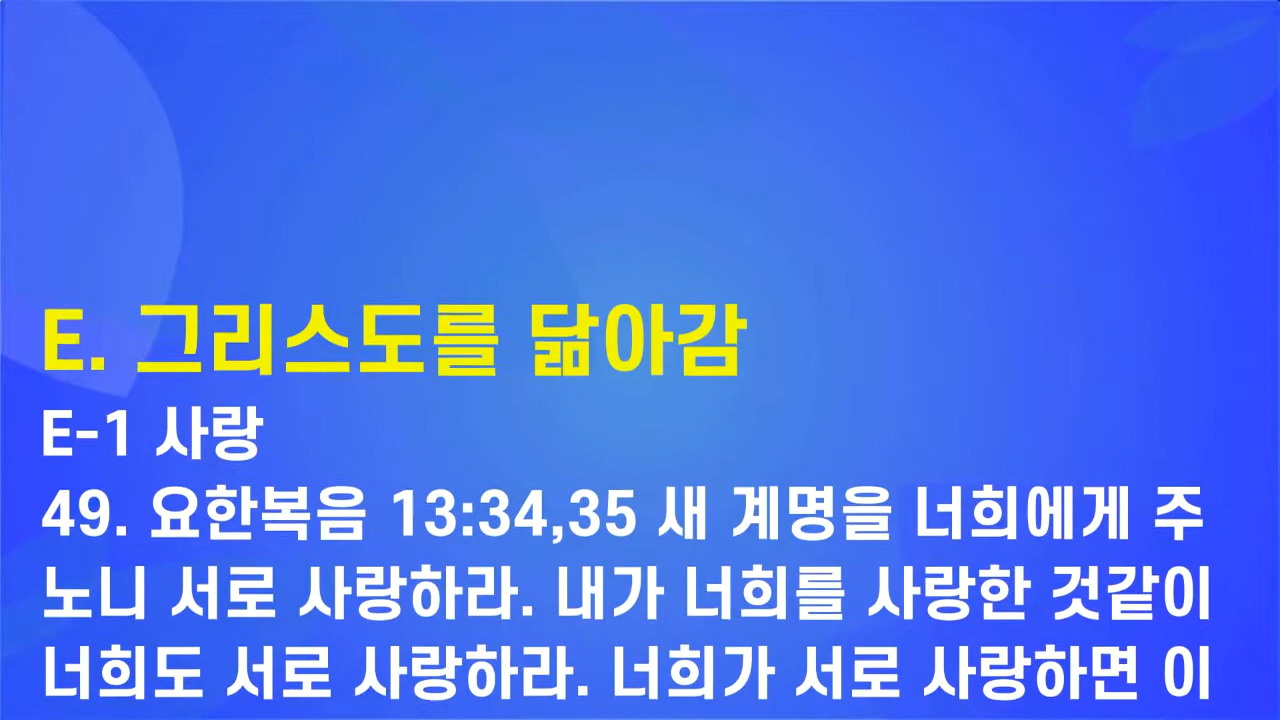 E. 그리스도를 닮아감
E-1 사랑
49. 요한복음 13:34,35 새 계명을 너희에게 주
노니 서로 사랑하라. 내가 너희를 사랑한 것같이
너희도 서로 사랑하라. 너희가 서로 사랑하면 이